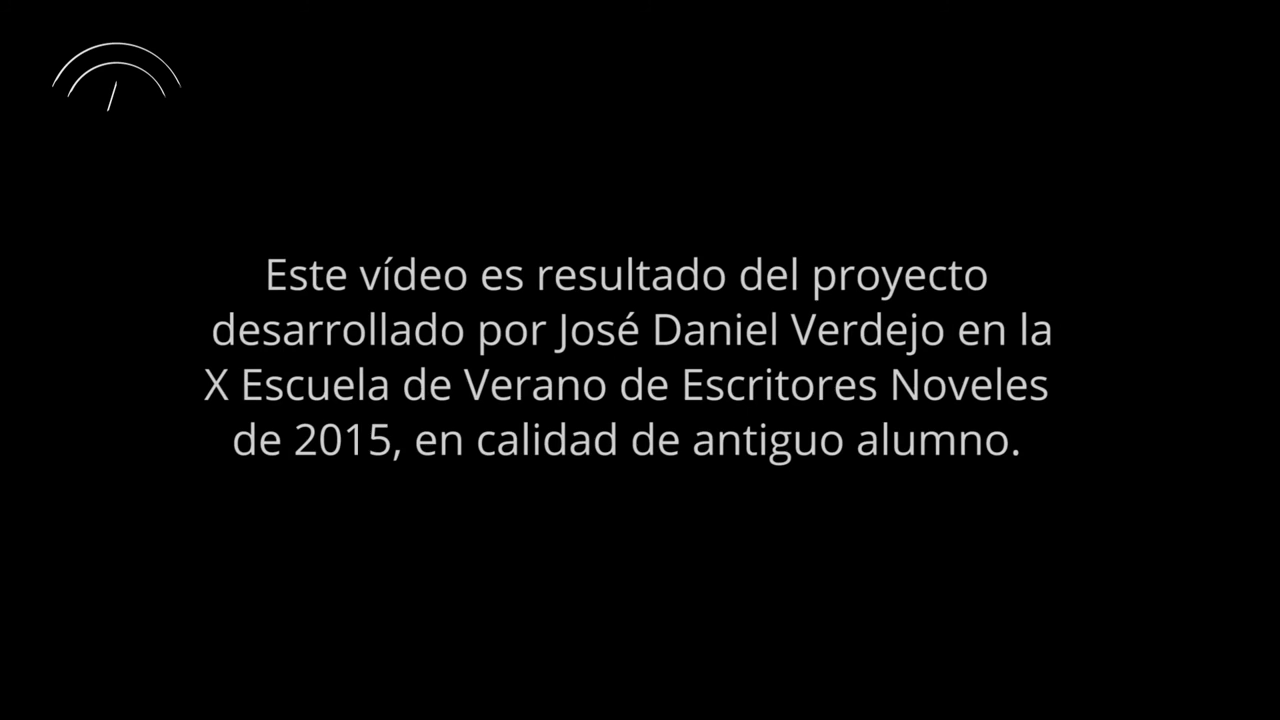 Este vídeo es resultado del proyecto
desarrollado por José Daniel Verdejo en la
X Escuela de Verano de Escritores Noveles
de 2015, en calidad de antiguo alumno.